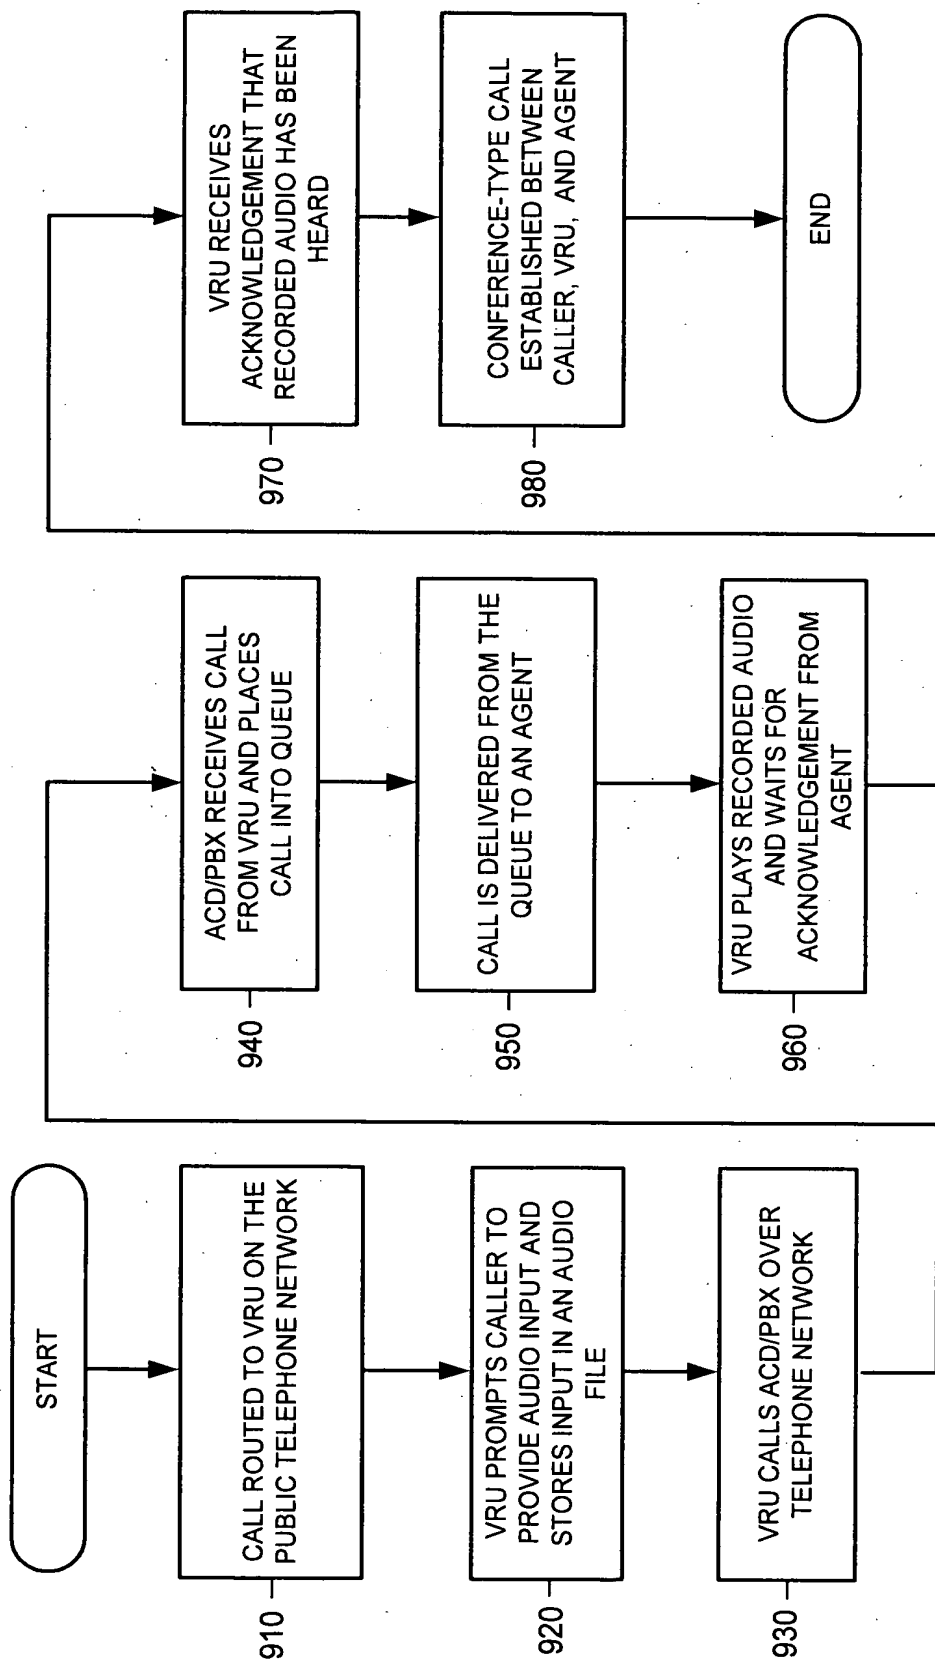 START
CALL ROUTED TO VRU ON THE
PUBLIC TELEPHONE NETWORK
910
VRU PROMPTS CALLER TO
PROVIDE AUDIO INPUT AND
STORES INPUT IN AN AUDIO
FILE
920
VRU CALLS ACD/PBX OVER
TELEPHONE NETWORK
930
ACD/PBX RECEIVES CALL
FROM VRU AND PLACES
CALL INTO QUEUE
940
CALL IS DELIVERED FROM THE
QUEUE TO AN AGENT
950
VRU PLAYS RECORDED AUDIO
AND WAITS FOR
ACKNOWLEDGEMENT FROM
AGENT
960
VRU RECEIVES
ACKNOWLEDGEMENT THAT
RECORDED AUDIO HAS BEEN
HEARD
970
CONFERENCE-TYPE CALL
ESTABLISHED BETWEEN
CALLER, VRU, AND AGENT
980
END